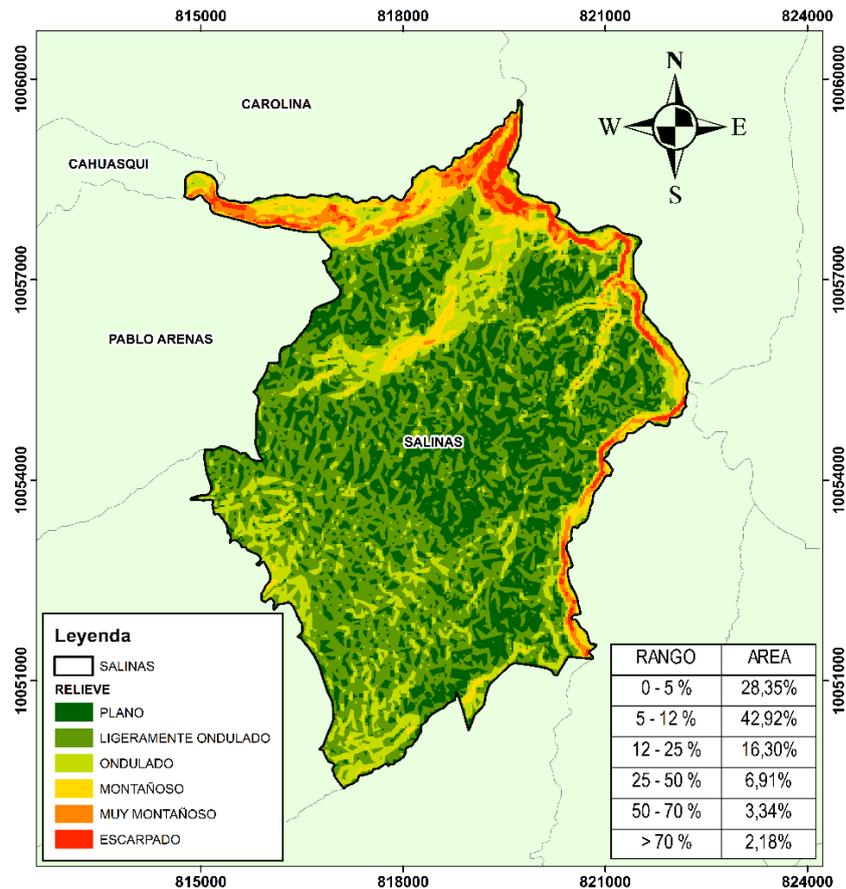 815000 818000 821000 824000
10060000 10060000
N
W E
S
CAROLINA
CAHUASQUI
10057000 10057000
PABLO ARENAS
SALINAS
10054000 10054000
10051000 10051000
Leyenda
SALINAS
RELIEVE
PLANO
LIGERAMENTE ONDULADO
ONDULADO
MONTAÑOSO
MUY MONTAÑOSO
ESCARPADO
RANGO AREA
0 - 5 % 28,35%
5 - 12 % 42,92%
12 - 25 % 16,30%
25 - 50 % 6,91%
50 - 70 % 3,34%
> 70 % 2,18%
815000 818000 821000 824000